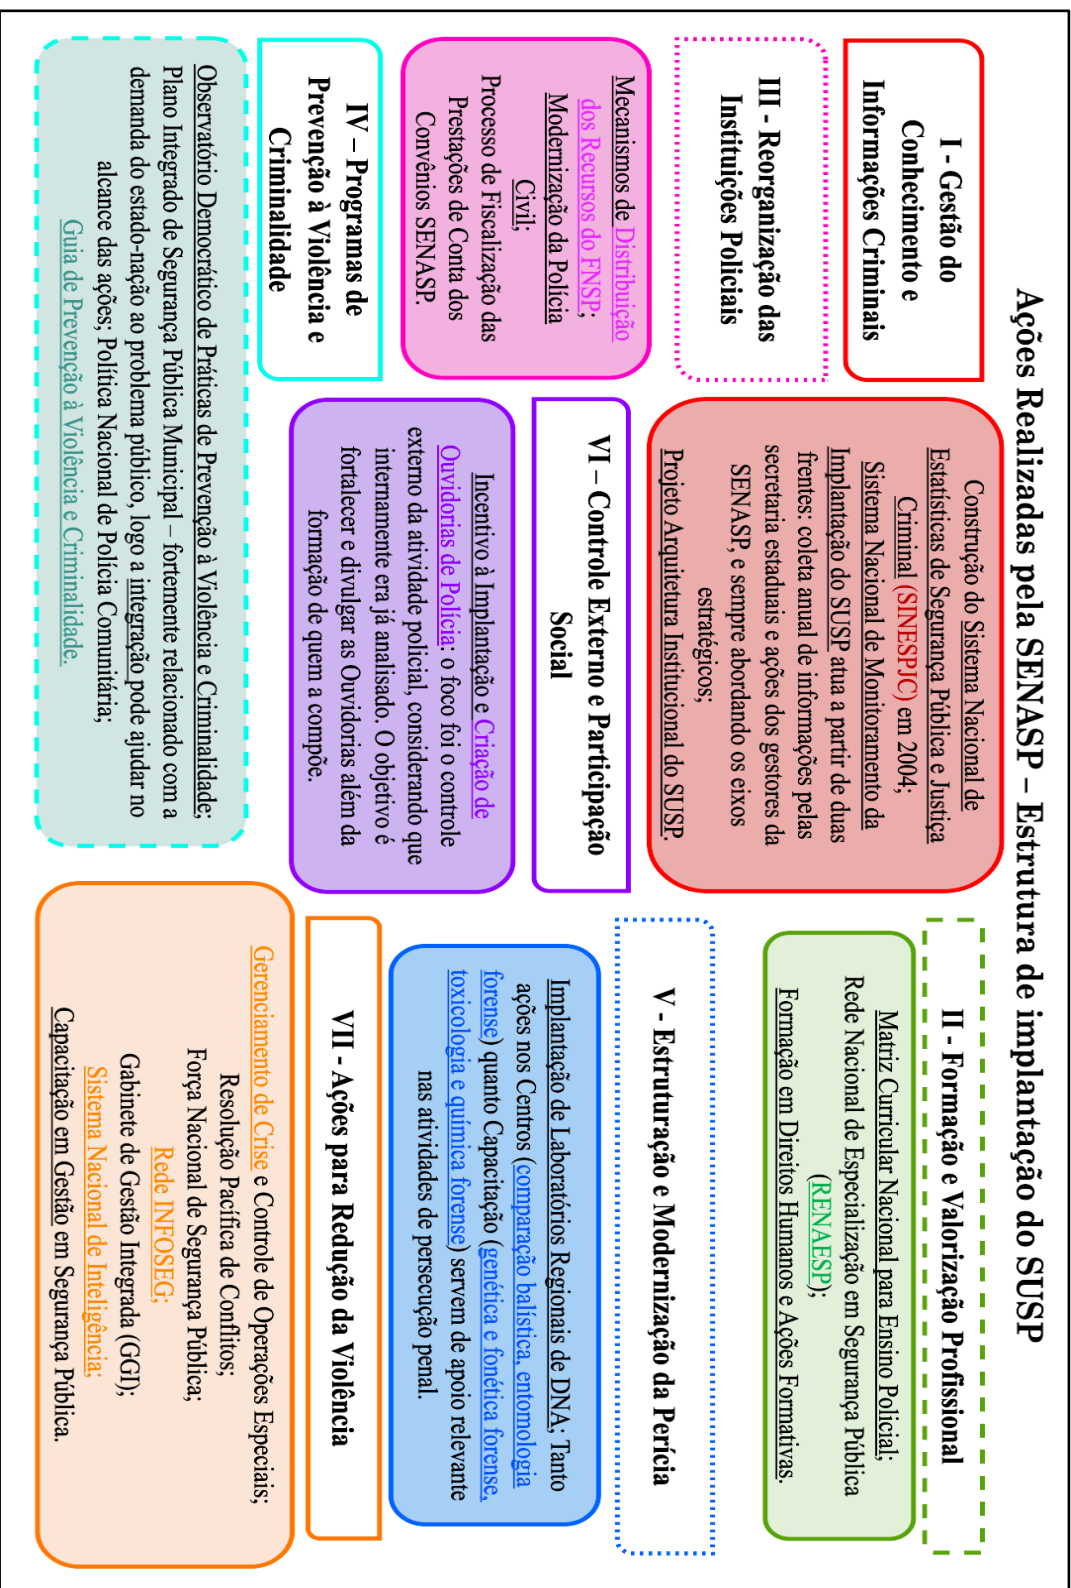 Ações Realizadas pela SENASP – Estrutura de implantação do SUSP
I - Gestão do
Conhecimento e
Informações Criminais
Construção do Sistema Nacional de
Estatísticas de Segurança Pública e Justiça
Criminal (SINESPJC) em 2004;
Sistema Nacional de Monitoramento da
Implantação do SUSP atua a partir de duas
frentes: coleta anual de informações pelas
secretaria estaduais e ações dos gestores da
SENASP, e sempre abordando os eixos
estratégicos;
Projeto Arquitetura Institucional do SUSP.
II - Formação e Valorização Profissional
Matriz Curricular Nacional para Ensino Policial;
Rede Nacional de Especialização em Segurança Pública
(RENAESP);
Formação em Direitos Humanos e Ações Formativas.
III - Reorganização das
Instituições Policiais
Mecanismos de Distribuição
dos Recursos do FNSP;
Modernização da Polícia
Civil;
Processo de Fiscalização das
Prestações de Conta dos
Convênios SENASP.
IV – Programas de
Prevenção à Violência e
Criminalidade
Observatório Democrático de Práticas de Prevenção à Violência e Criminalidade;
Plano Integrado de Segurança Pública Municipal – fortemente relacionado com a
demanda do estado-nação ao problema público, logo a integração pode ajudar no
alcance das ações; Política Nacional de Polícia Comunitária;
Guia de Prevenção à Violência e Criminalidade.
V - Estruturação e Modernização da Perícia
Implantação de Laboratórios Regionais de DNA; Tanto
ações nos Centros (comparação balística, entomologia
forense) quanto Capacitação (genética e fonética forense,
toxicologia e química forense) servem de apoio relevante
nas atividades de persecução penal.
VI – Controle Externo e Participação
Social
Incentivo à Implantação e Criação de
Ouvidorias de Polícia: o foco foi o controle
externo da atividade policial, considerando que
internamente era já analisado. O objetivo é
fortalecer e divulgar as Ouvidorias além da
formação de quem a compõe.
VII - Ações para Redução da Violência
Gerenciamento de Crise e Controle de Operações Especiais;
Resolução Pacífica de Conflitos;
Força Nacional de Segurança Pública;
Rede INFOSEG;
Gabinete de Gestão Integrada (GGI);
Sistema Nacional de Inteligência;
Capacitação em Gestão em Segurança Pública.